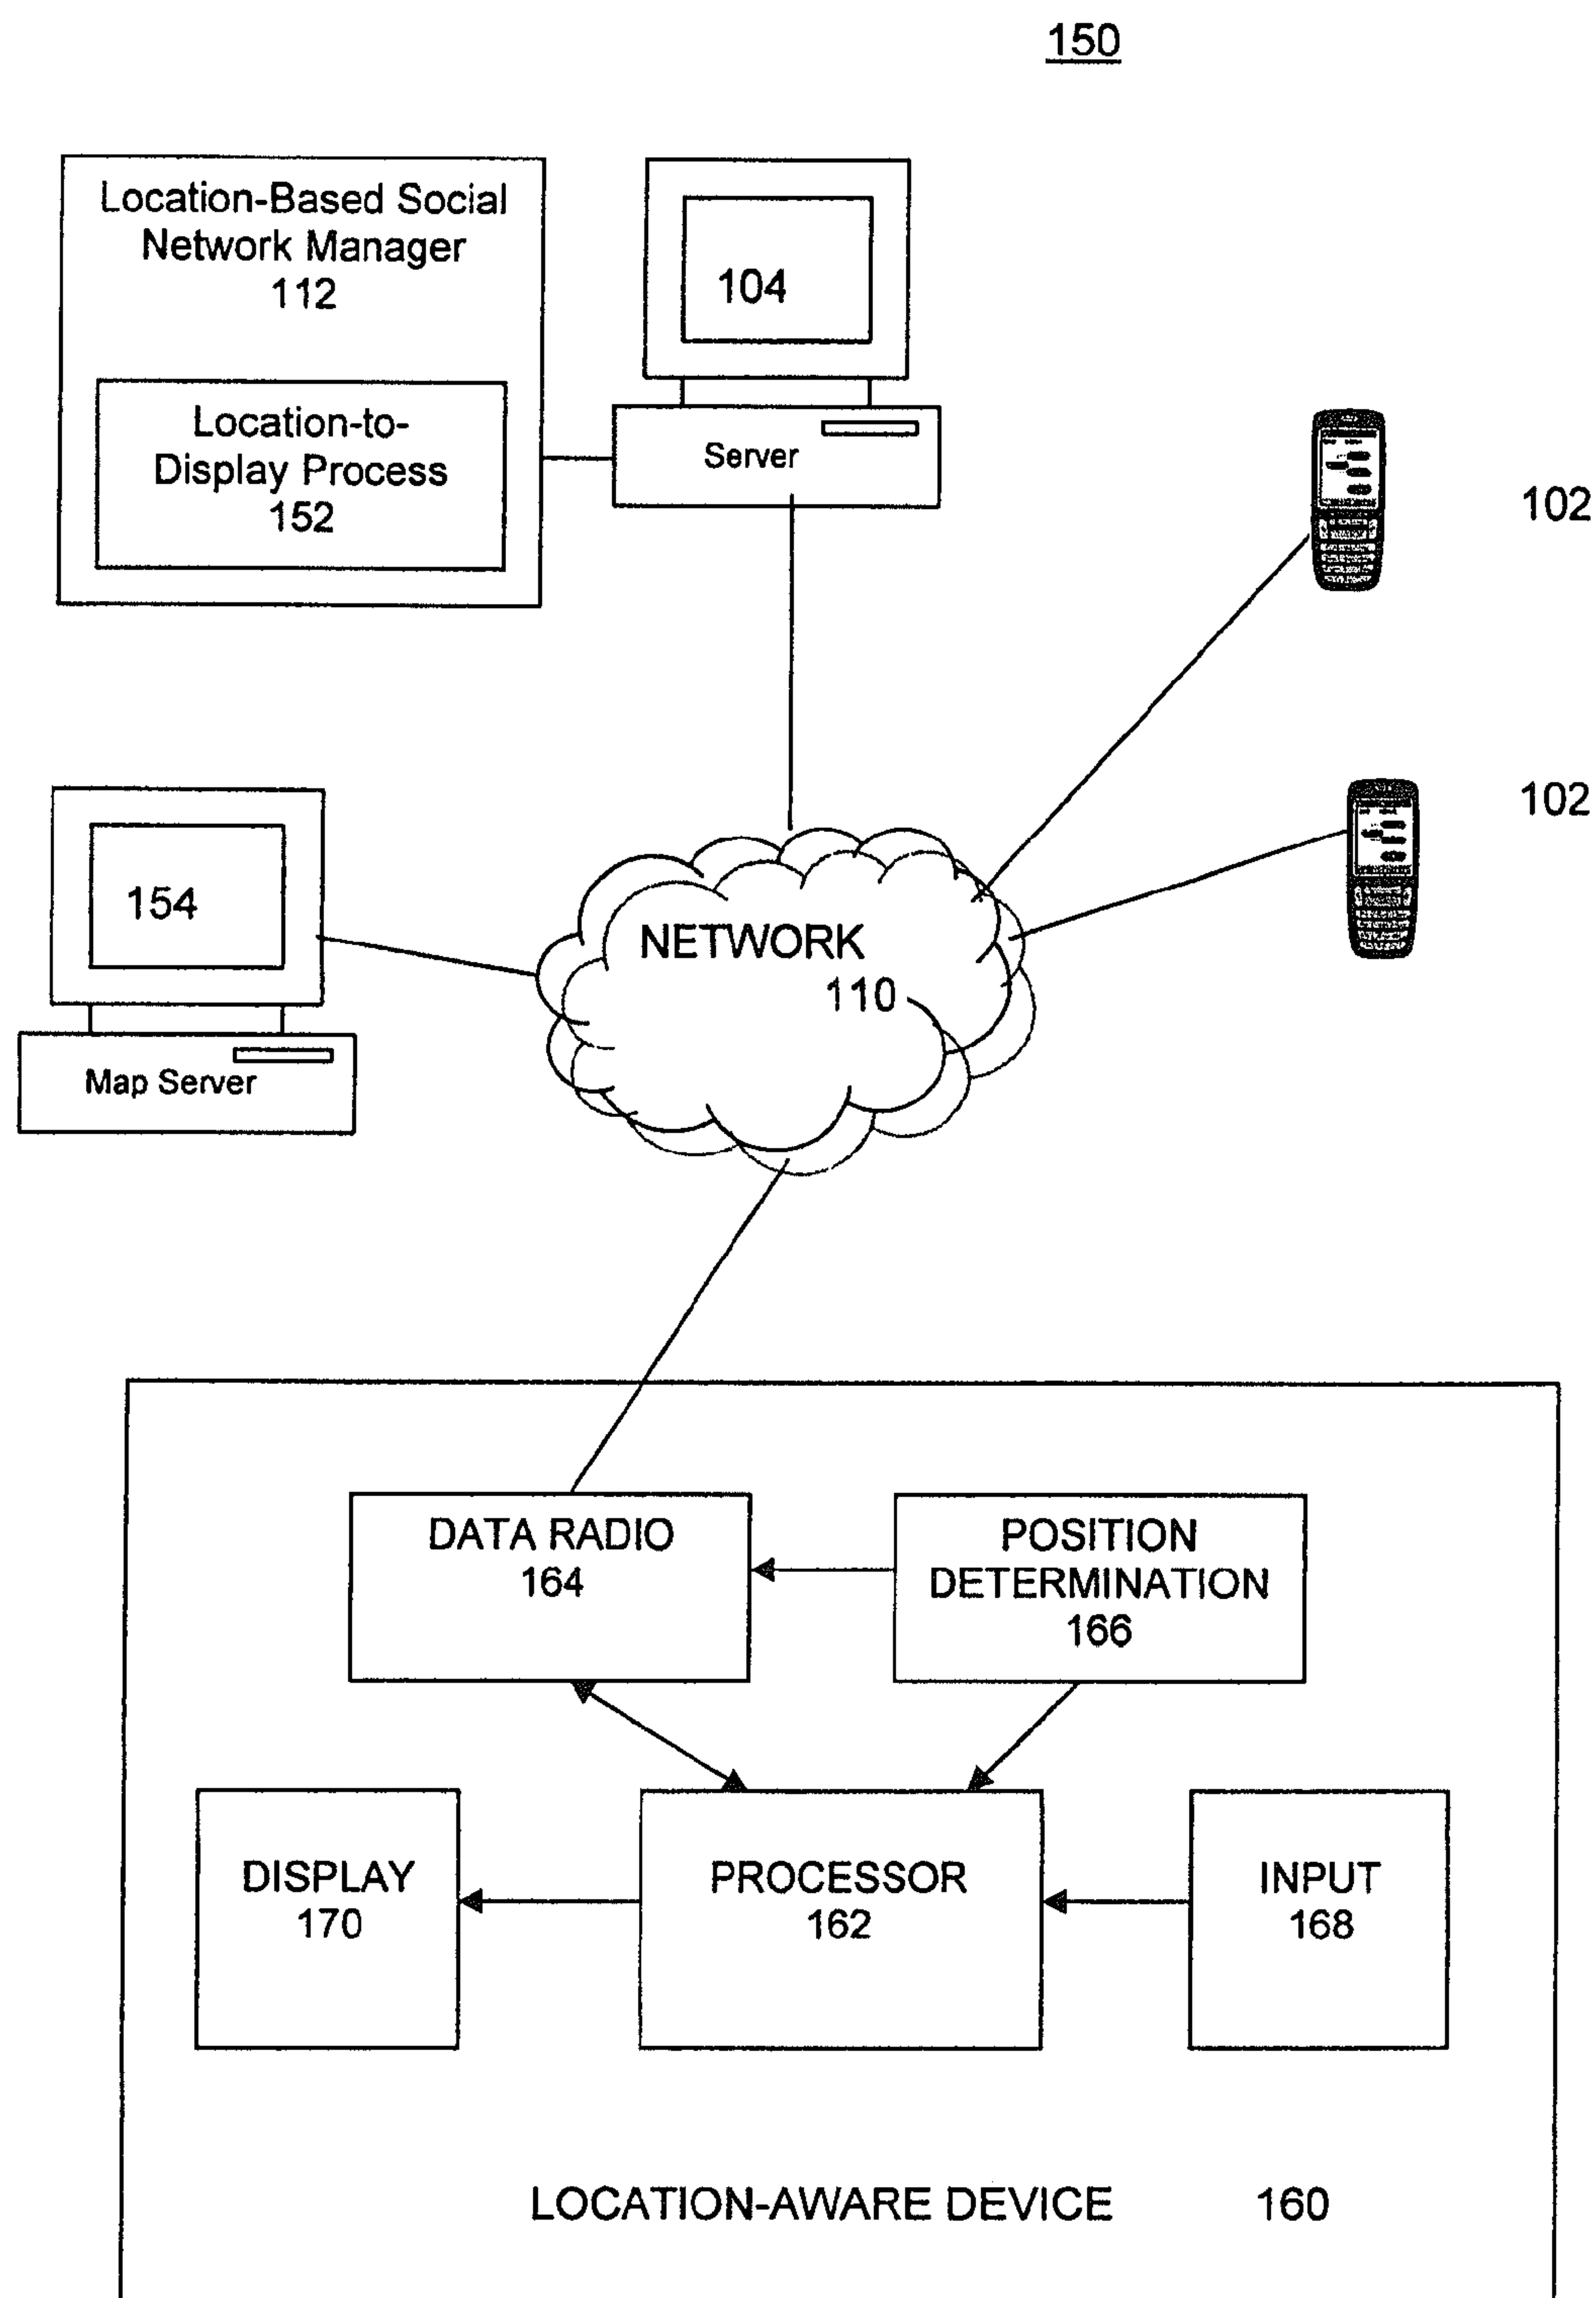 150
Location-Based Social
Network Manager
112
Location-to-
Display Process
152
104
Server
102
102
154
Map Server
NETWORK
110
DATA RADIO
164
POSITION
DETERMINATION
166
DISPLAY
170
PROCESSOR
162
INPUT
168
LOCATION-AWARE DEVICE 160